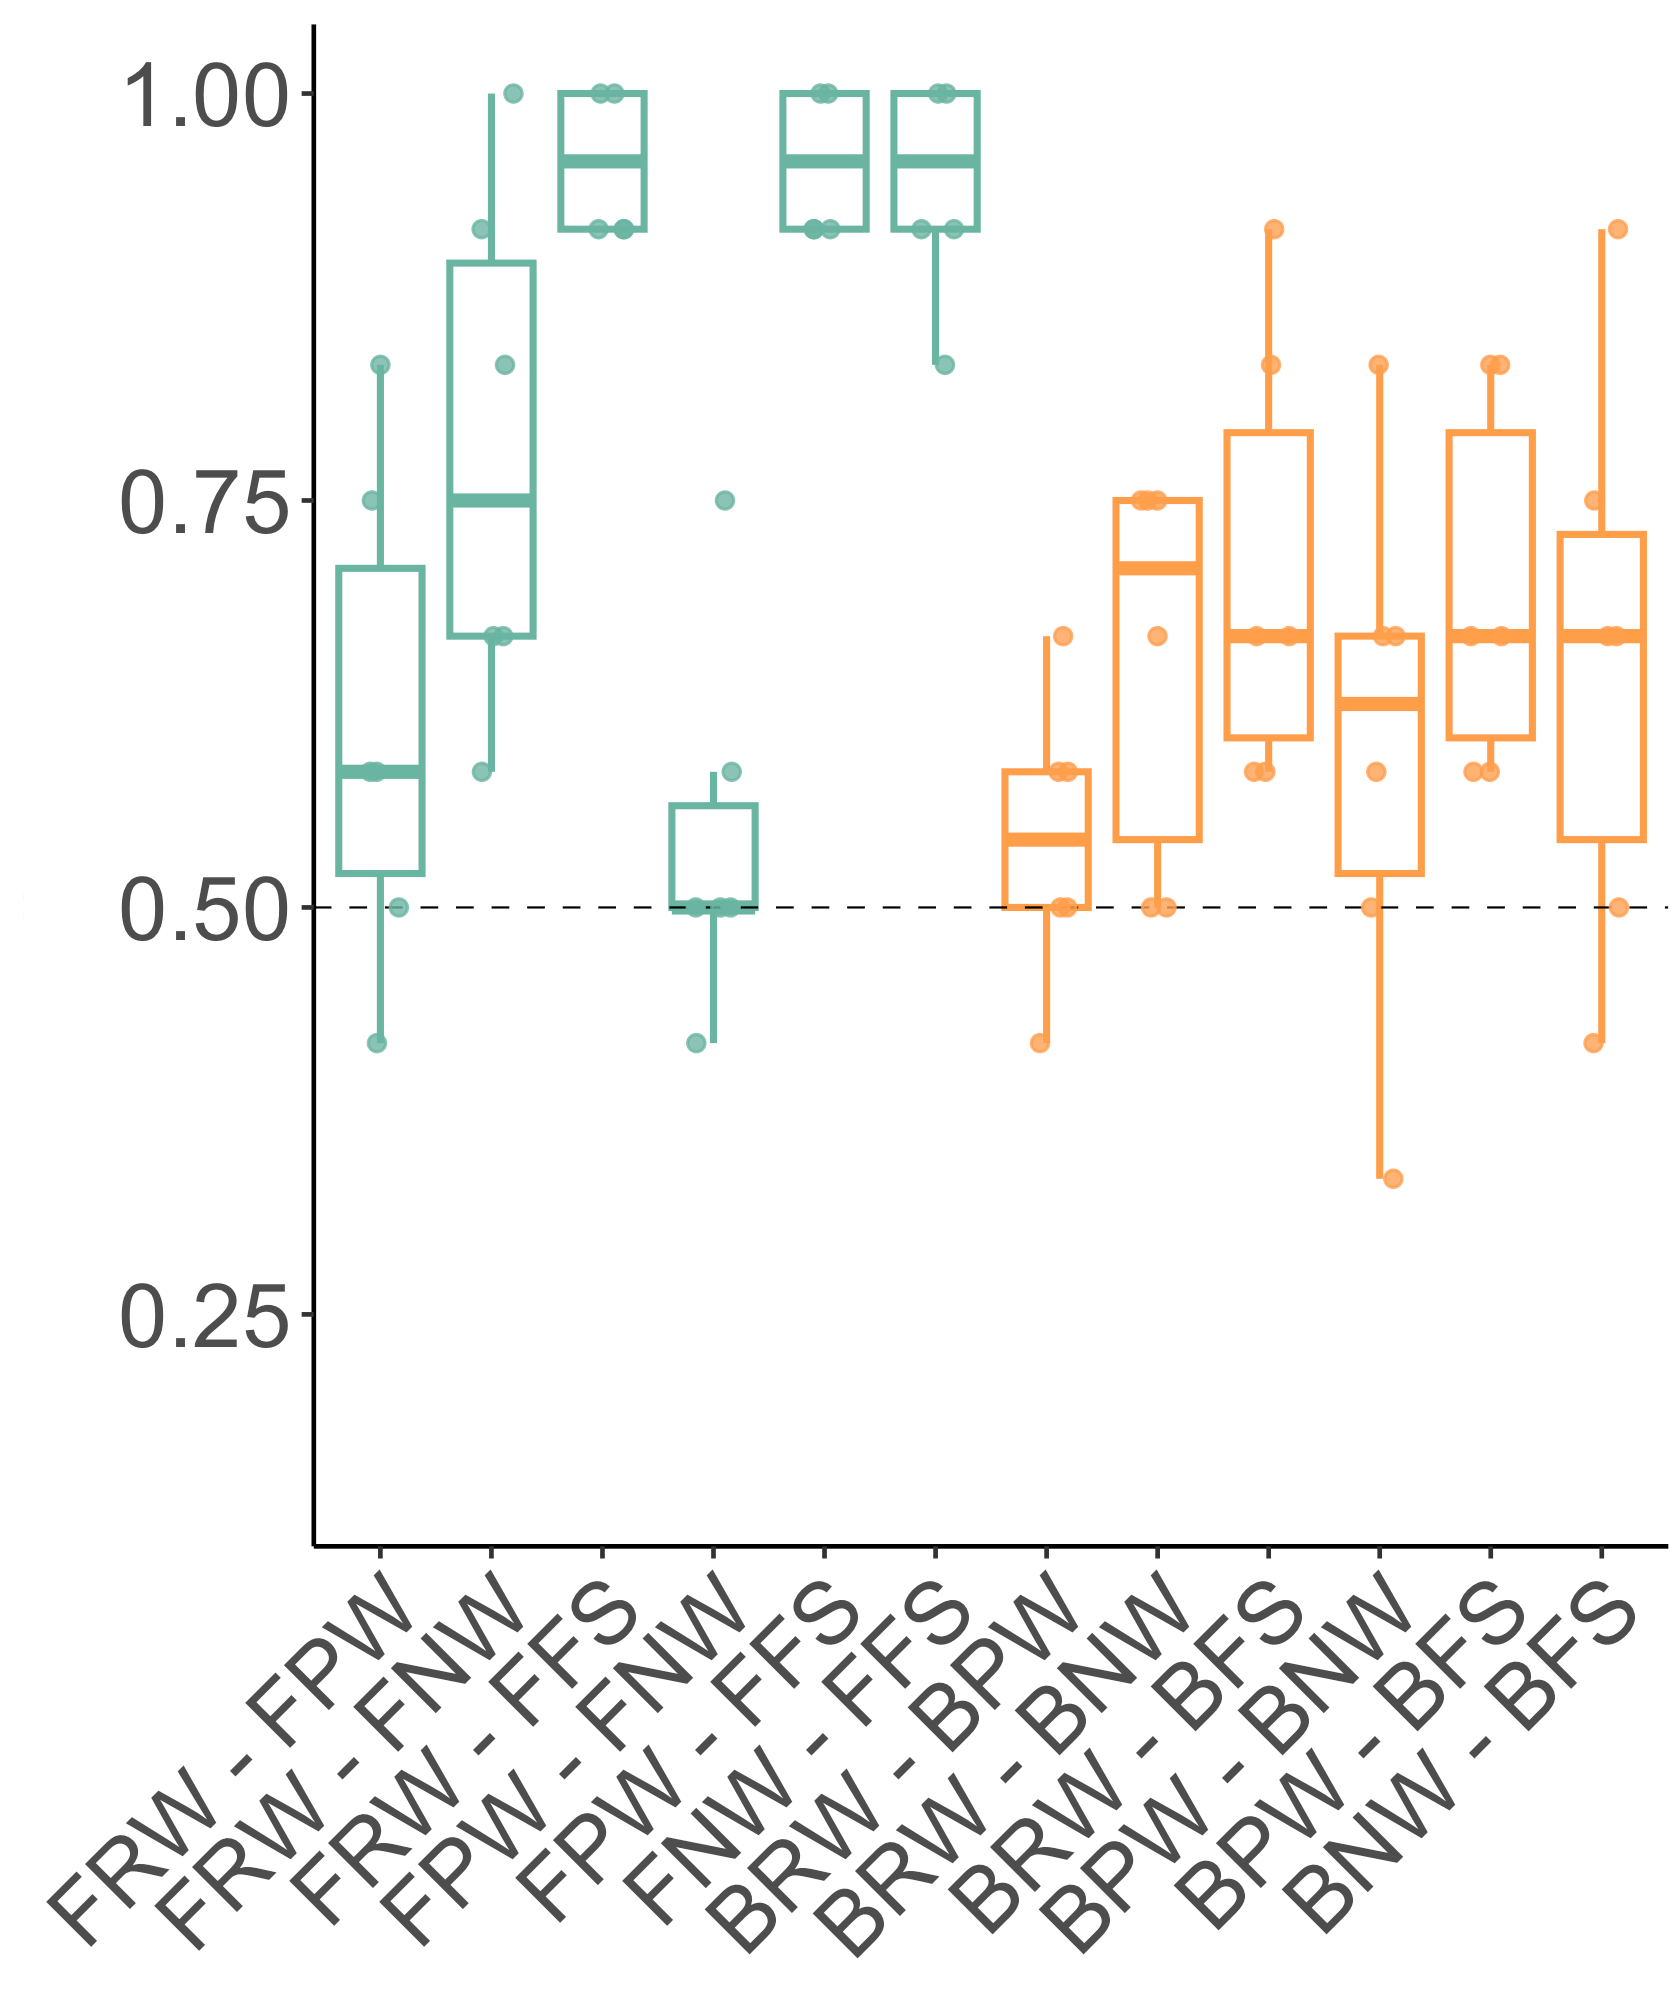 1.00
0.75
0.50
0.25
FRW - FPW
FRW - FNW
FRW - FFS
FPW - FNW
FPW - FFS
FNW - FFS
BRW - BPW
BRW - BNW
BRW - BFS
BPW - BNW
BPW - BFS
BNW - BFS